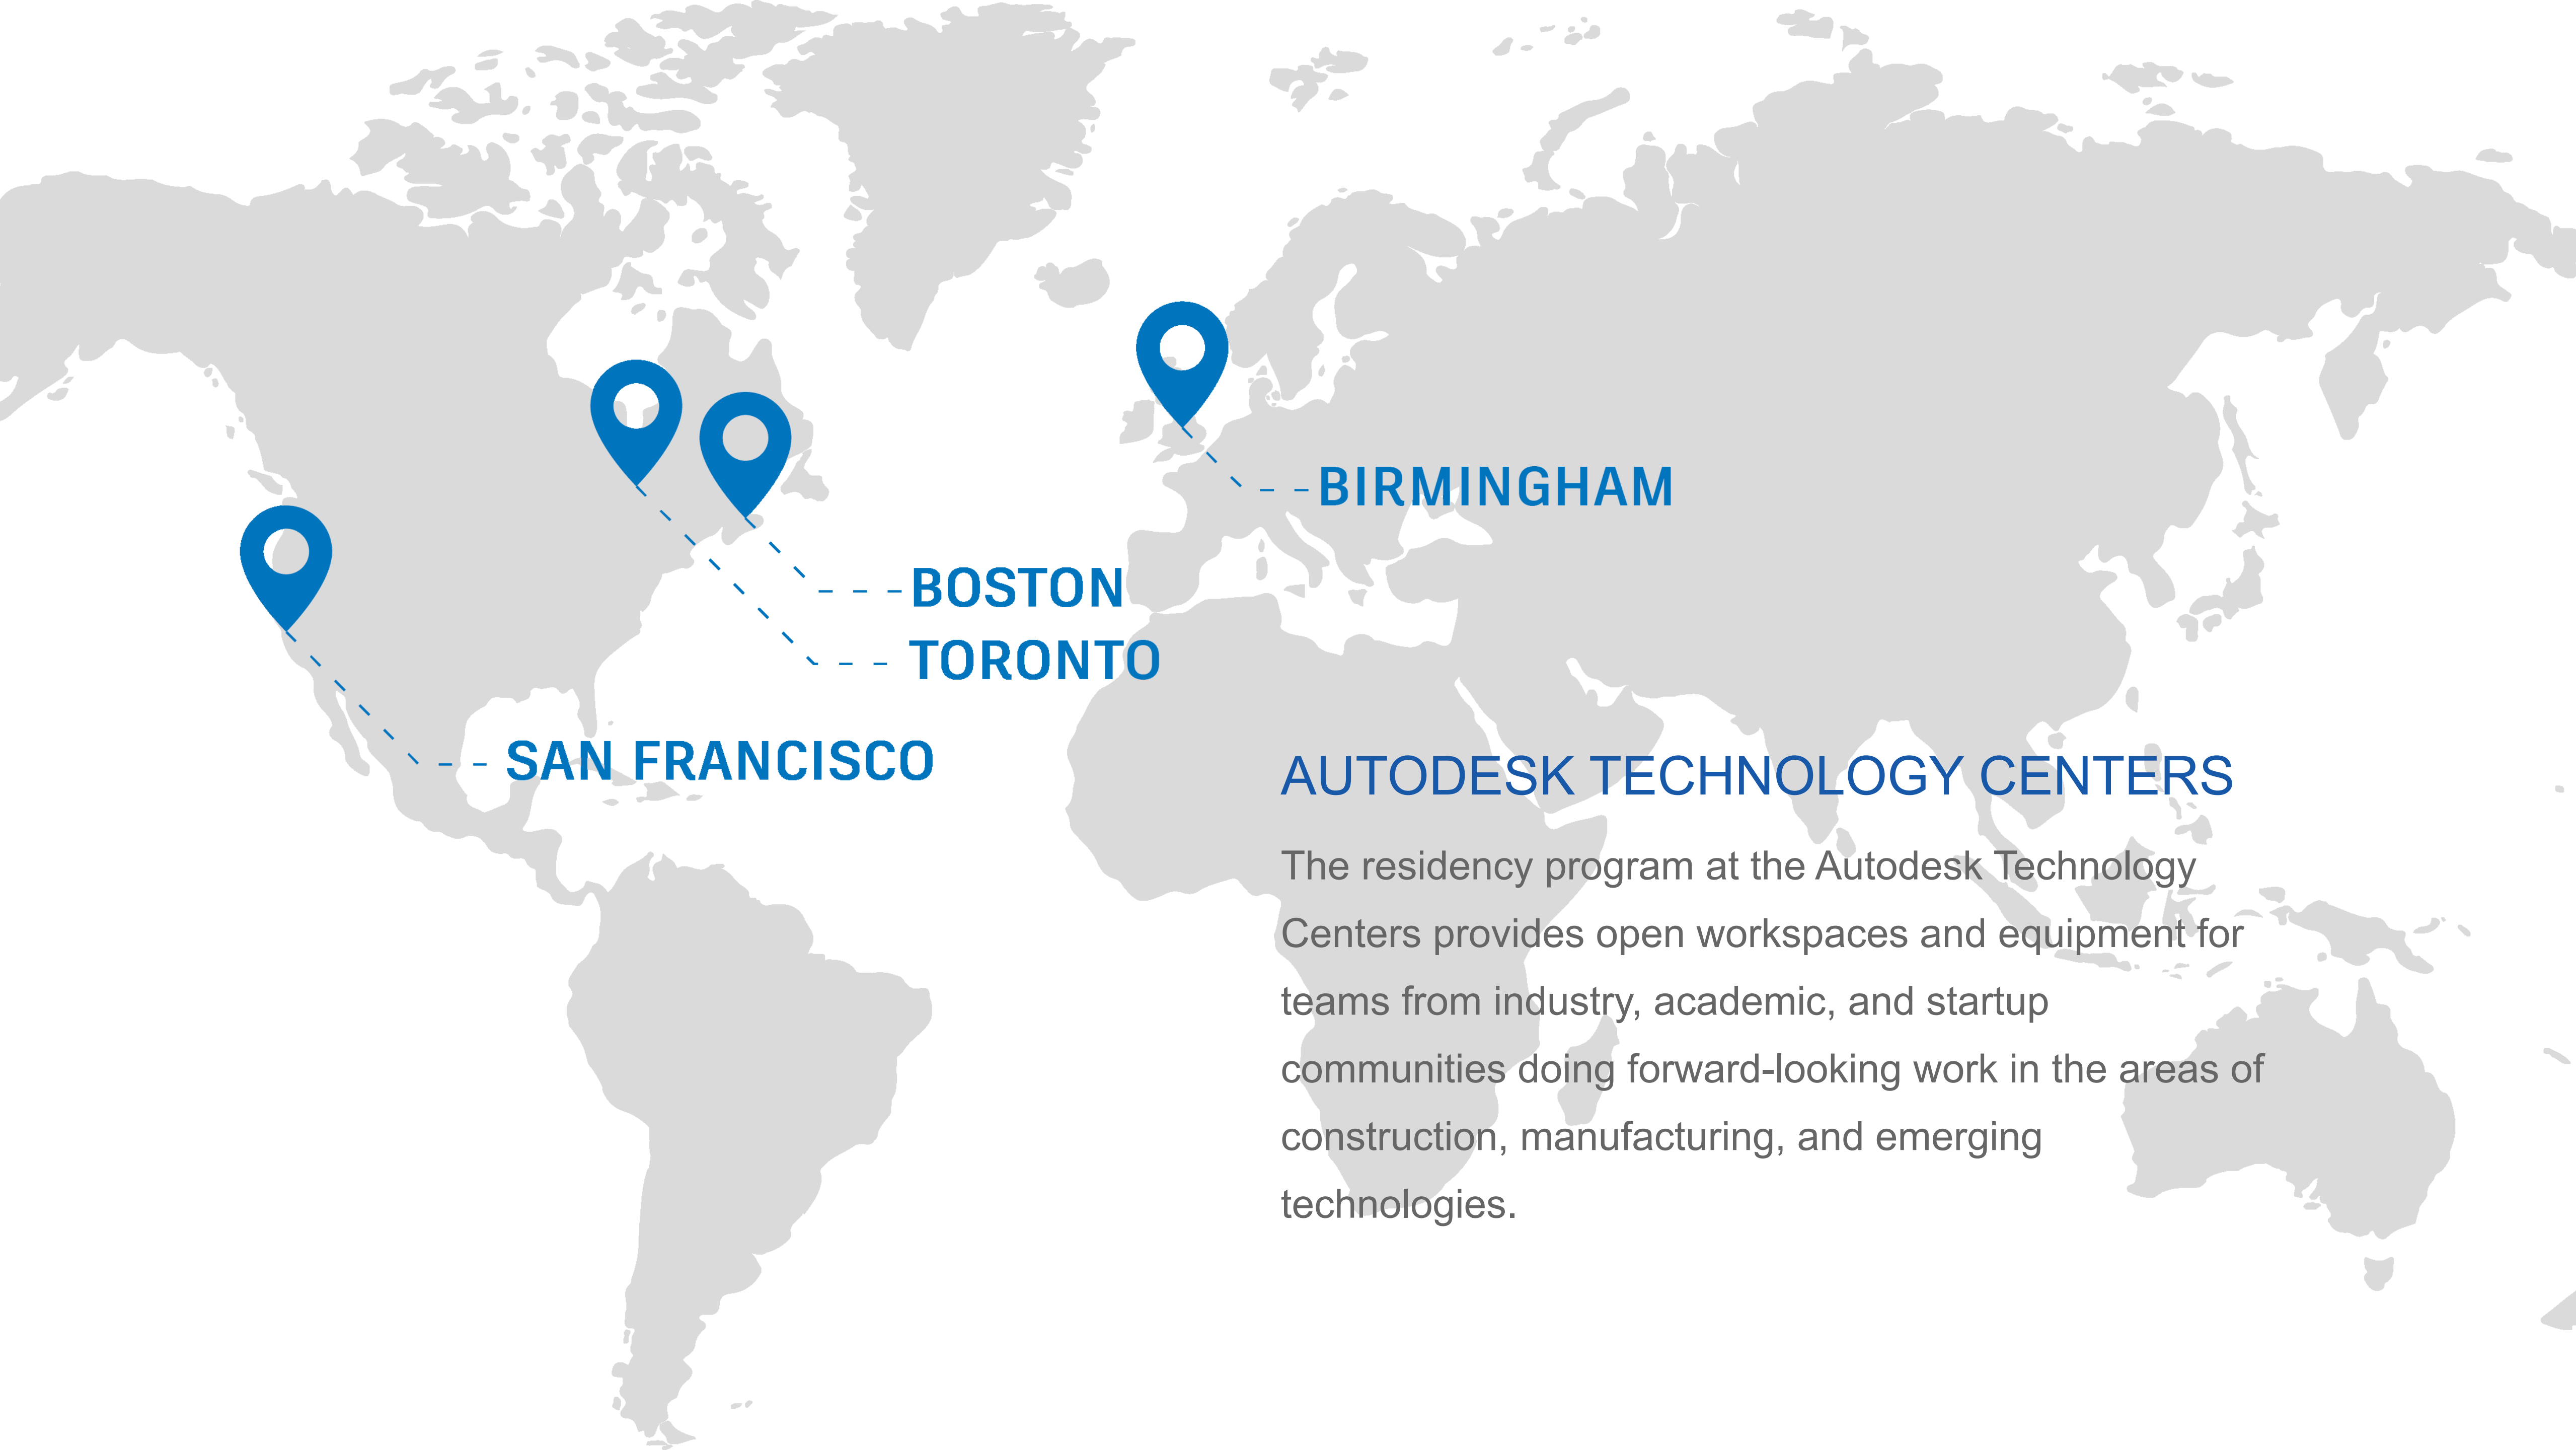 BIRMINGHAM
BOSTON
TORONTO
SAN FRANCISCO
AUTODESK TECHNOLOGY CENTERS
The residency program at the Autodesk Technology
Centers provides open workspaces and equipment for
teams from industry, academic, and startup
communities doing forward-looking work in the areas of
construction, manufacturing, and emerging
technologies.